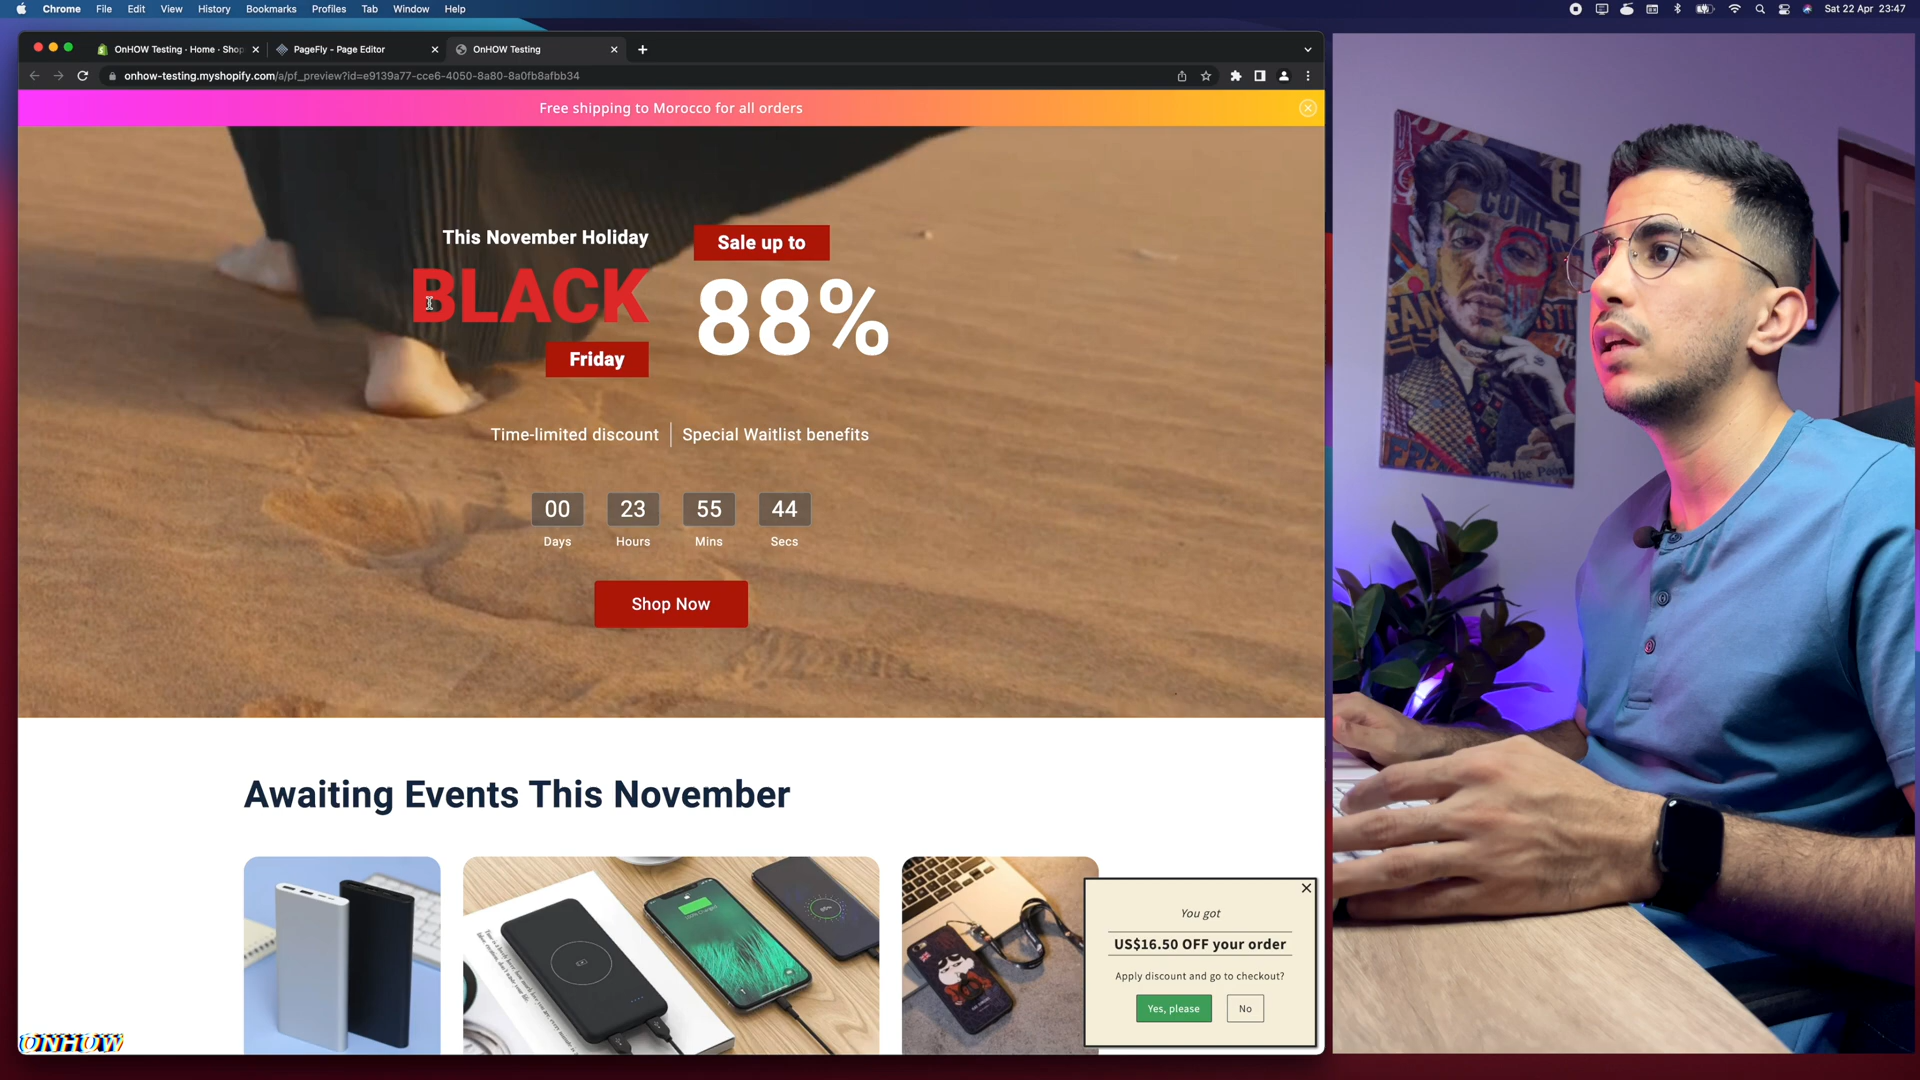 Chrome File Edit View History Bookmarks Profiles Tab Window Help
Sat 22 Apr 23:47
OnHOW Testing · Home · Shop
PageFly - Page Editor
OnHOW Testing
onhow-testing.myshopify.com/a/pf_preview?id=e9139a77-cce6-4050-8a80-8a0fb8afbb34
Free shipping to Morocco for all orders
This November Holiday
BLACK
Friday
Sale up to
88%
Time-limited discount
Special Waitlist benefits
00 23 55 44
Days Hours Mins Secs
Shop Now
Awaiting Events This November
You got
US$16.50 OFF your order
Apply discount and go to checkout?
Yes, please
No
ONHOW